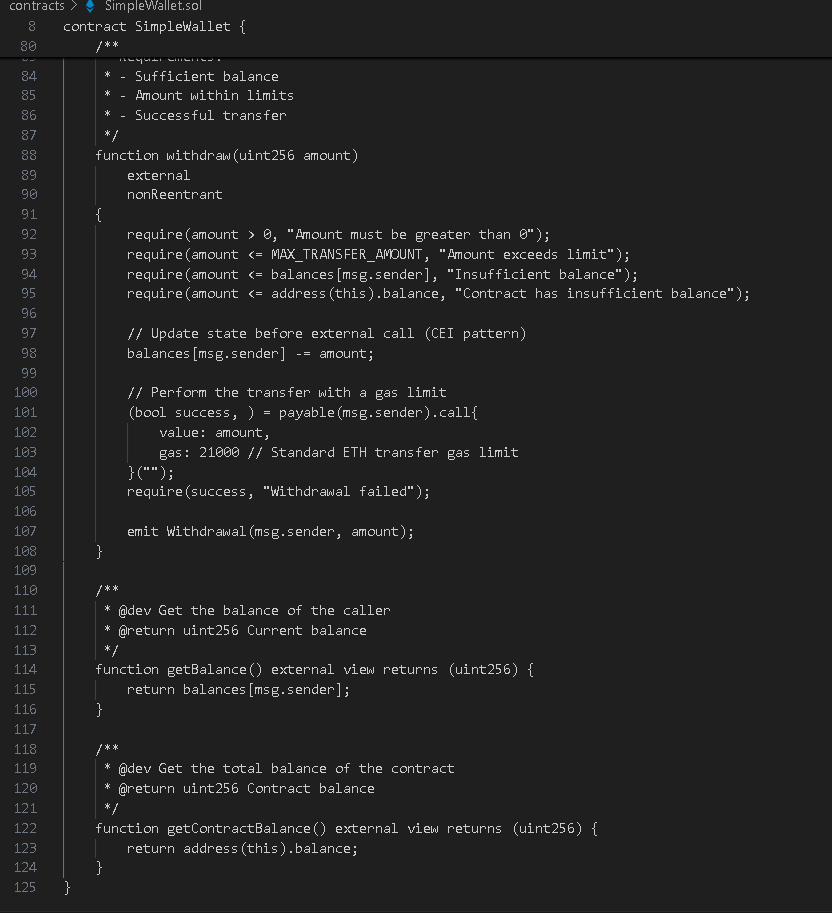 contracts > SimpleWallet.sol
8 contract SimpleWallet {
80 /**
84 * - Sufficient balance
85 * - Amount within limits
86 * - Successful transfer
87 */
88 function withdraw(uint256 amount)
89 external
90 nonReentrant
91 {
92 require(amount > 0, "Amount must be greater than 0");
93 require(amount <= MAX_TRANSFER_AMOUNT, "Amount exceeds limit");
94 require(amount <= balances[msg.sender], "Insufficient balance");
95 require(amount <= address(this).balance, "Contract has insufficient balance");
96
97 // Update state before external call (CEI pattern)
98 balances[msg.sender] -= amount;
99
100 // Perform the transfer with a gas limit
101 (bool success, ) = payable(msg.sender).call{
102 value: amount,
103 gas: 21000 // Standard ETH transfer gas limit
104 }("");
105 require(success, "Withdrawal failed");
106
107 emit Withdrawal(msg.sender, amount);
108 }
109
110 /**
111 * @dev Get the balance of the caller
112 * @return uint256 Current balance
113 */
114 function getBalance() external view returns (uint256) {
115 return balances[msg.sender];
116 }
117
118 /**
119 * @dev Get the total balance of the contract
120 * @return uint256 Contract balance
121 */
122 function getContractBalance() external view returns (uint256) {
123 return address(this).balance;
124 }
125 }